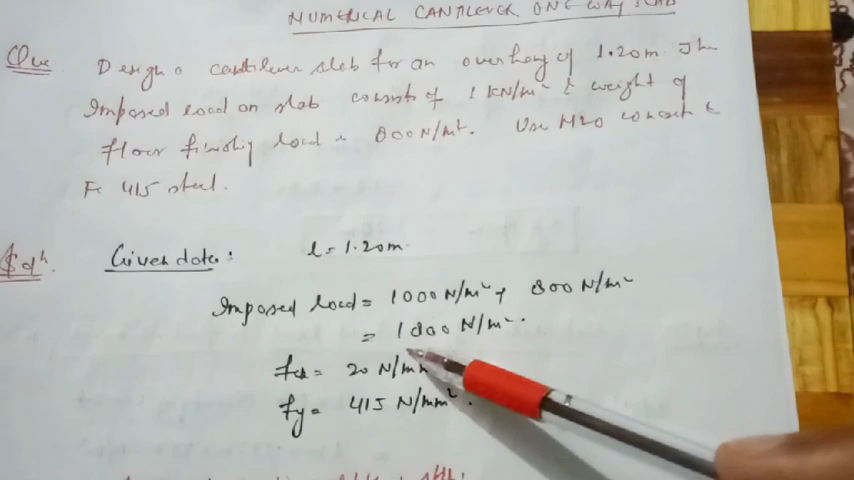 NUMERICAL CANTILEVER ONE WAY SLAB
Que Design a cantilever slab for an overhang of 1.20m. The
Imposed load on slab consists of 1 KN/m² & weight of
floor finishing load = 800 N/m². Use M20 concrete &
Fe 415 steel.
Solⁿ. Given data: l = 1.20m.
Imposed load = 1000 N/m² + 800 N/m²
= 1800 N/m².
fck = 20 N/mm
fy = 415 N/mm².